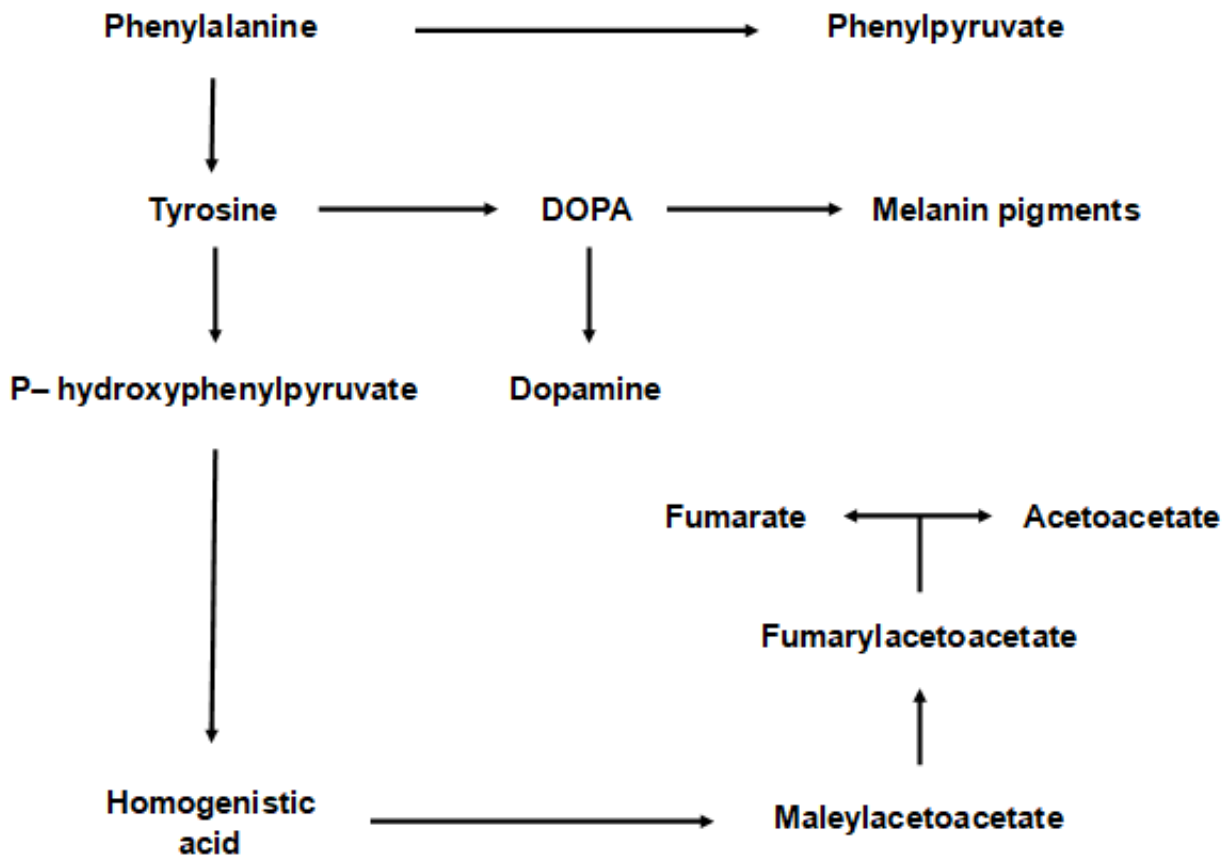 Phenylalanine
Phenylpyruvate
Tyrosine
DOPA
Melanin pigments
P– hydroxyphenylpyruvate
Dopamine
Fumarate
Acetoacetate
Fumarylacetoacetate
Homogenistic
acid
Maleylacetoacetate